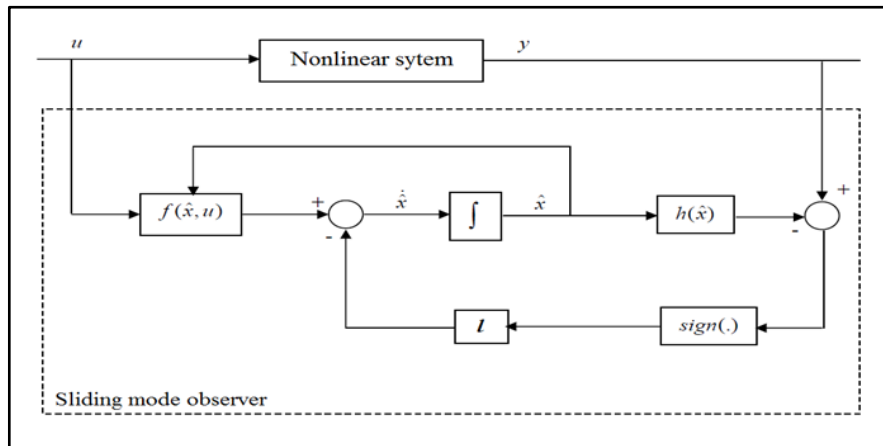 u
Nonlinear sytem
y
f(x̂, u)
+
-
x̂̇
∫
x̂
h(x̂)
+
-
l
sign(.)
Sliding mode observer